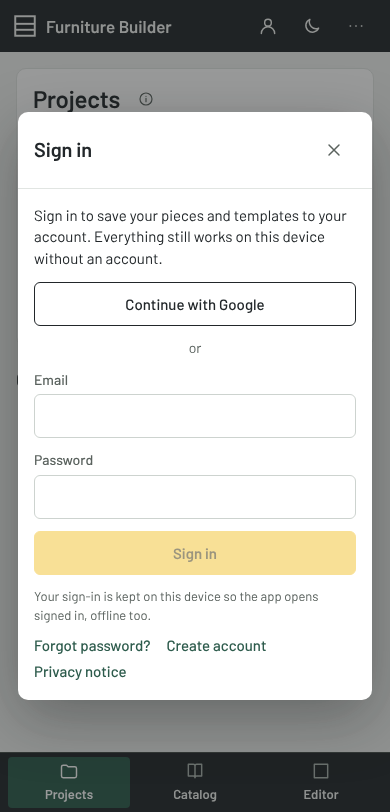 Furniture Builder
Projects
Sign in
Sign in to save your pieces and templates to your
account. Everything still works on this device
without an account.
Continue with Google
or
Email
Password
Sign in
Your sign-in is kept on this device so the app opens
signed in, offline too.
Forgot password? Create account
Privacy notice
Projects Catalog Editor